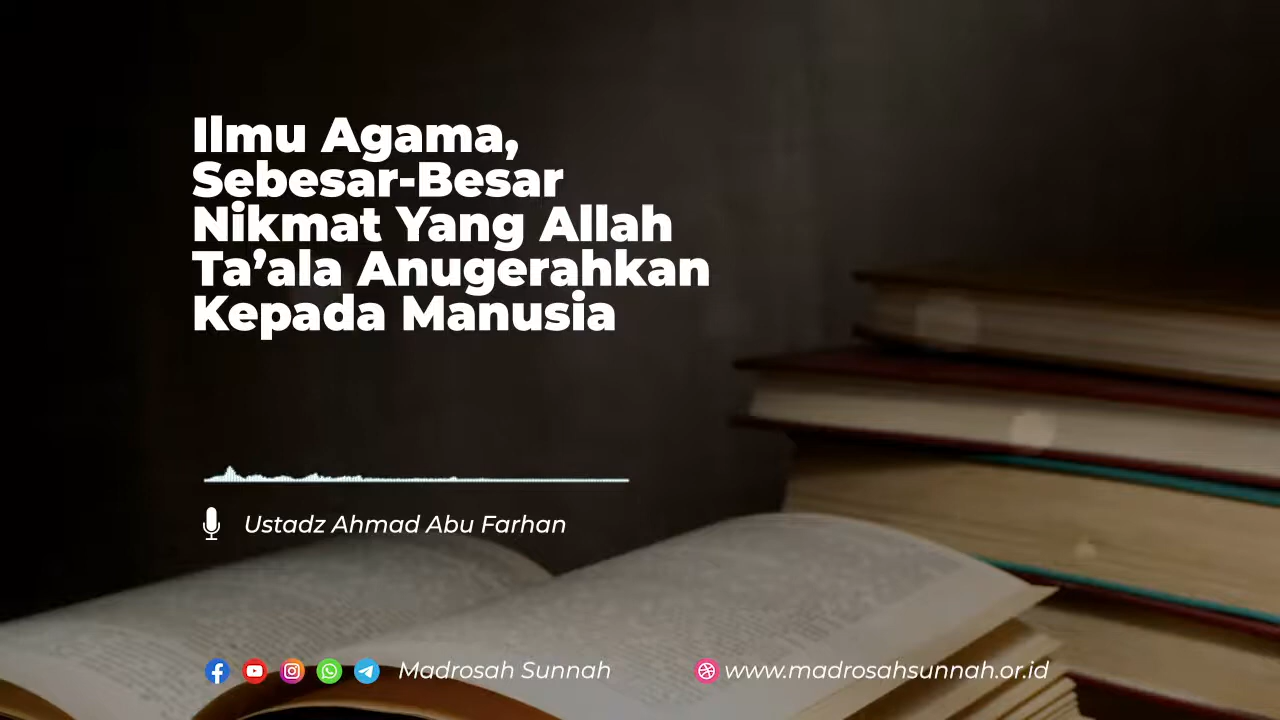 Ilmu Agama,
Sebesar-Besar
Nikmat Yang Allah
Ta’ala Anugerahkan
Kepada Manusia
Ustadz Ahmad Abu Farhan
Madrosah Sunnah
www.madrosahsunnah.or.id